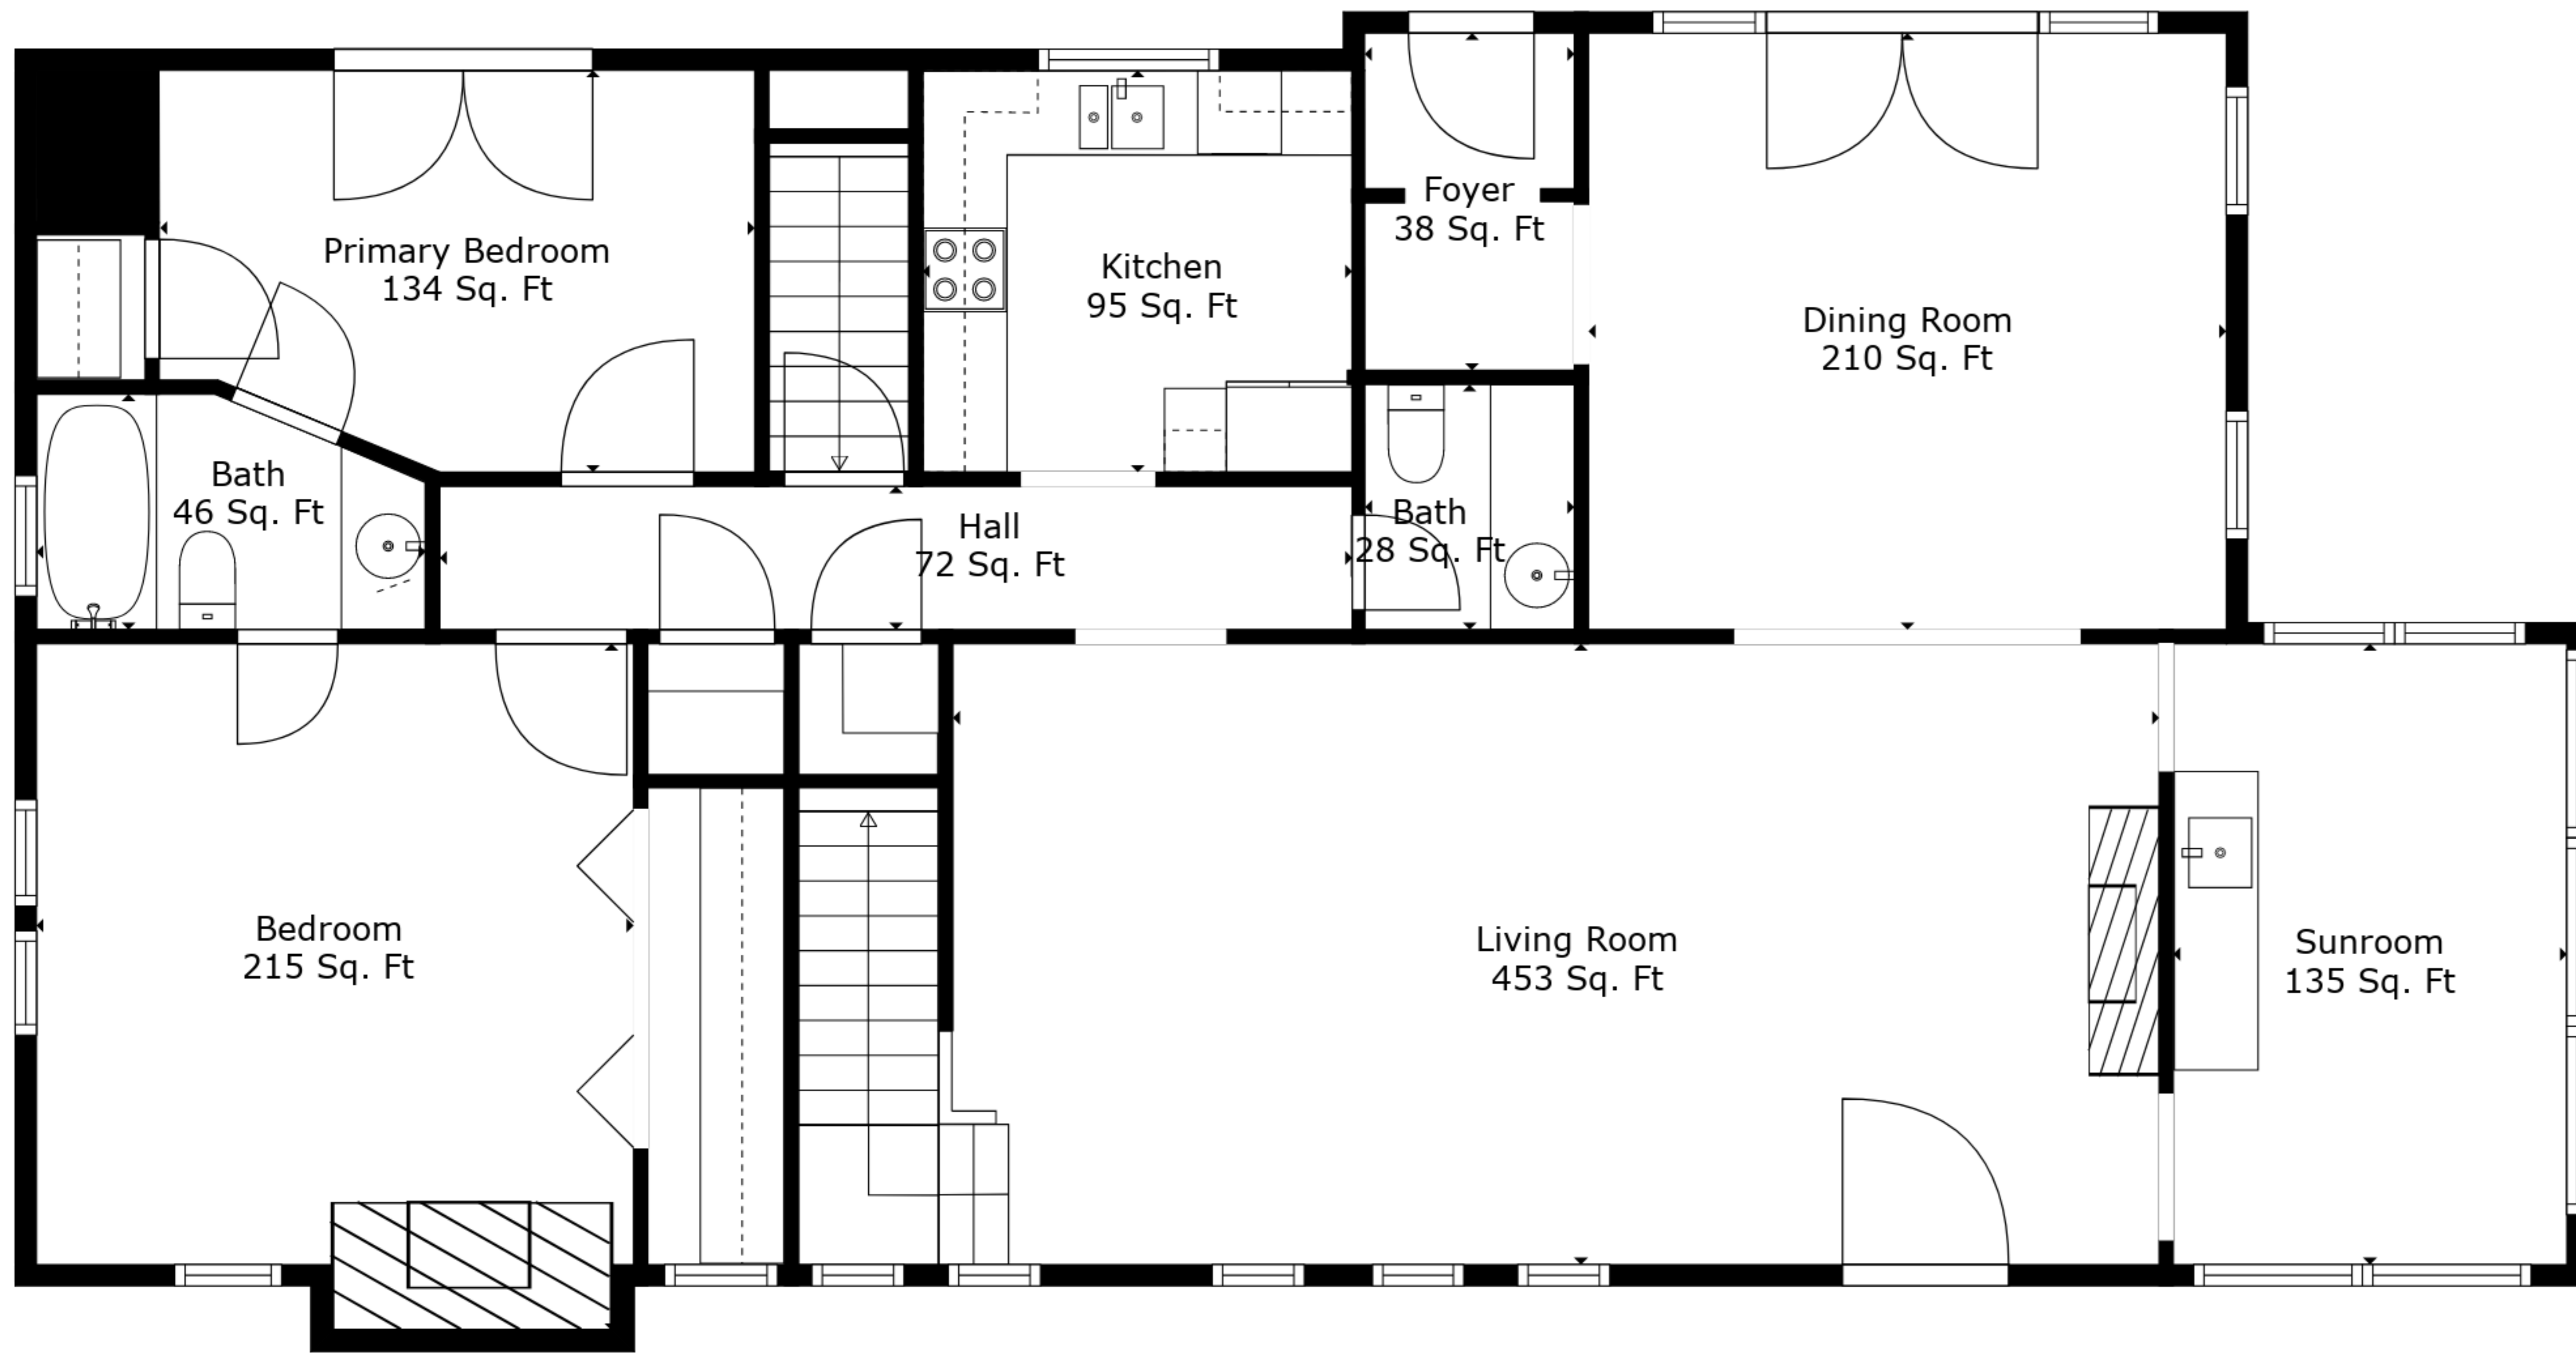 Foyer
38 Sq. Ft
Primary Bedroom
134 Sq. Ft
Kitchen
95 Sq. Ft
Dining Room
210 Sq. Ft
Bath
46 Sq. Ft
Hall
72 Sq. Ft
Bath
28 Sq. Ft
Bedroom
215 Sq. Ft
Living Room
453 Sq. Ft
Sunroom
135 Sq. Ft